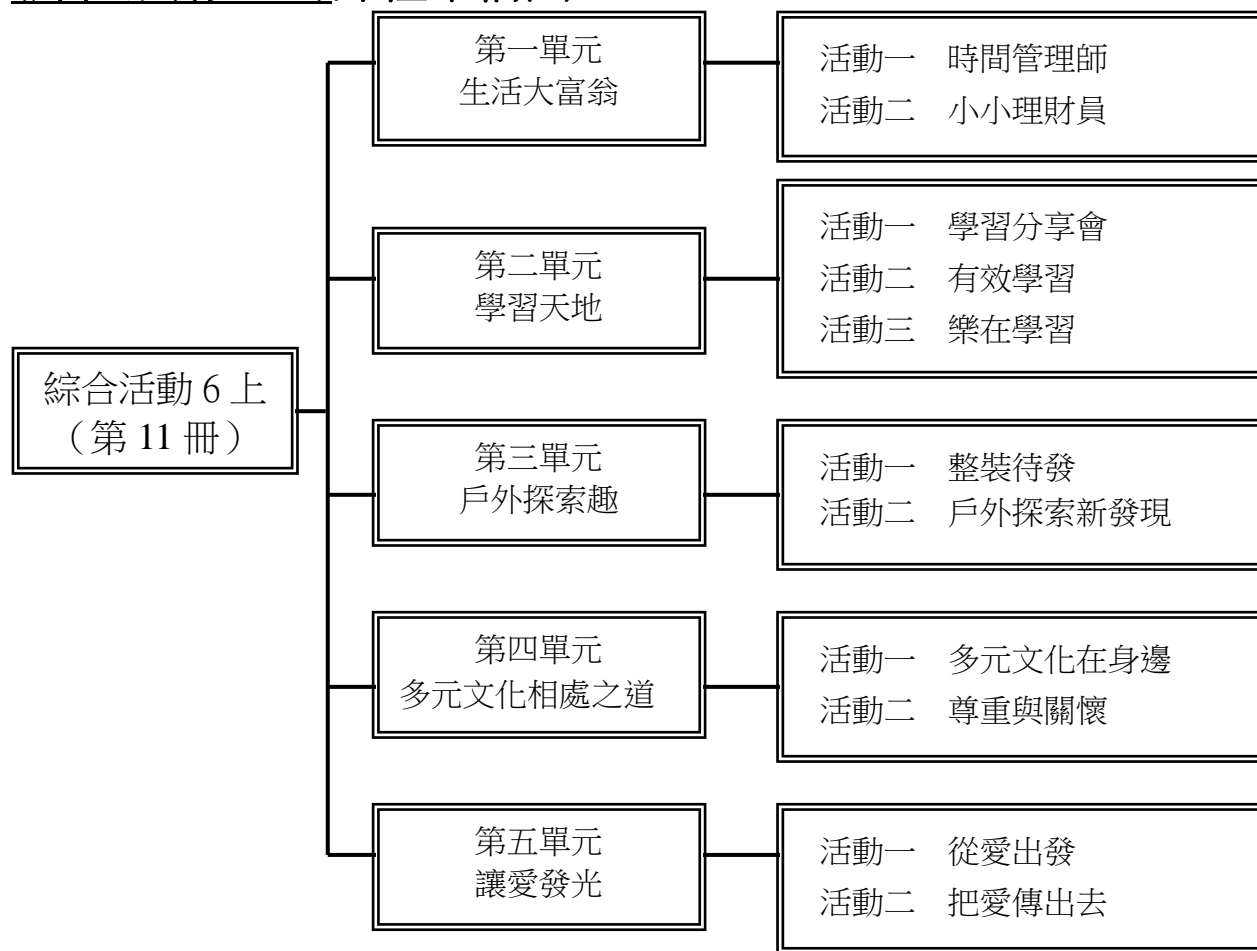 第一單元
生活大富翁
活動一 時間管理師
活動二 小小理財員
第二單元
學習天地
活動一 學習分享會
活動二 有效學習
活動三 樂在學習
綜合活動 6 上
（第 11 冊）
第三單元
戶外探索趣
活動一 整裝待發
活動二 戶外探索新發現
第四單元
多元文化相處之道
活動一 多元文化在身邊
活動二 尊重與關懷
第五單元
讓愛發光
活動一 從愛出發
活動二 把愛傳出去